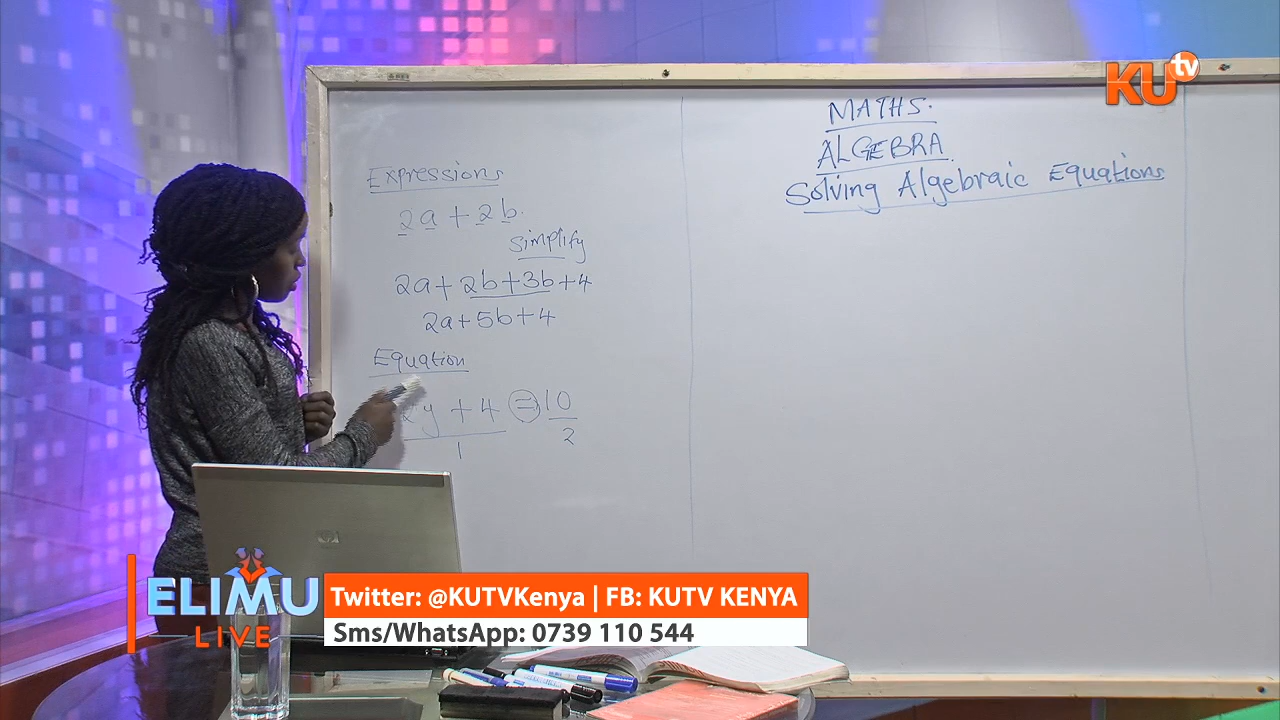 KU tv
MATHS.
ALGEBRA
Solving Algebraic Equations
Expressions
2a + 2b.
Simplify
2a + 2b + 3b + 4
2a + 5b + 4
Equation
2y + 4 = 10
1 2
ELIMU
LIVE
Twitter: @KUTVKenya | FB: KUTV KENYA
Sms/WhatsApp: 0739 110 544